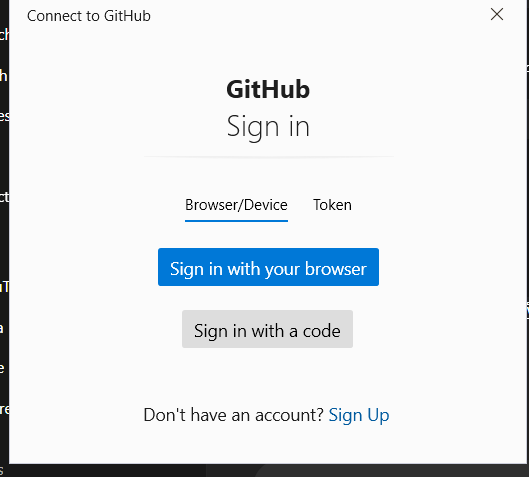 Connect to GitHub
GitHub
Sign in
Browser/Device Token
Sign in with your browser
Sign in with a code
Don't have an account? Sign Up